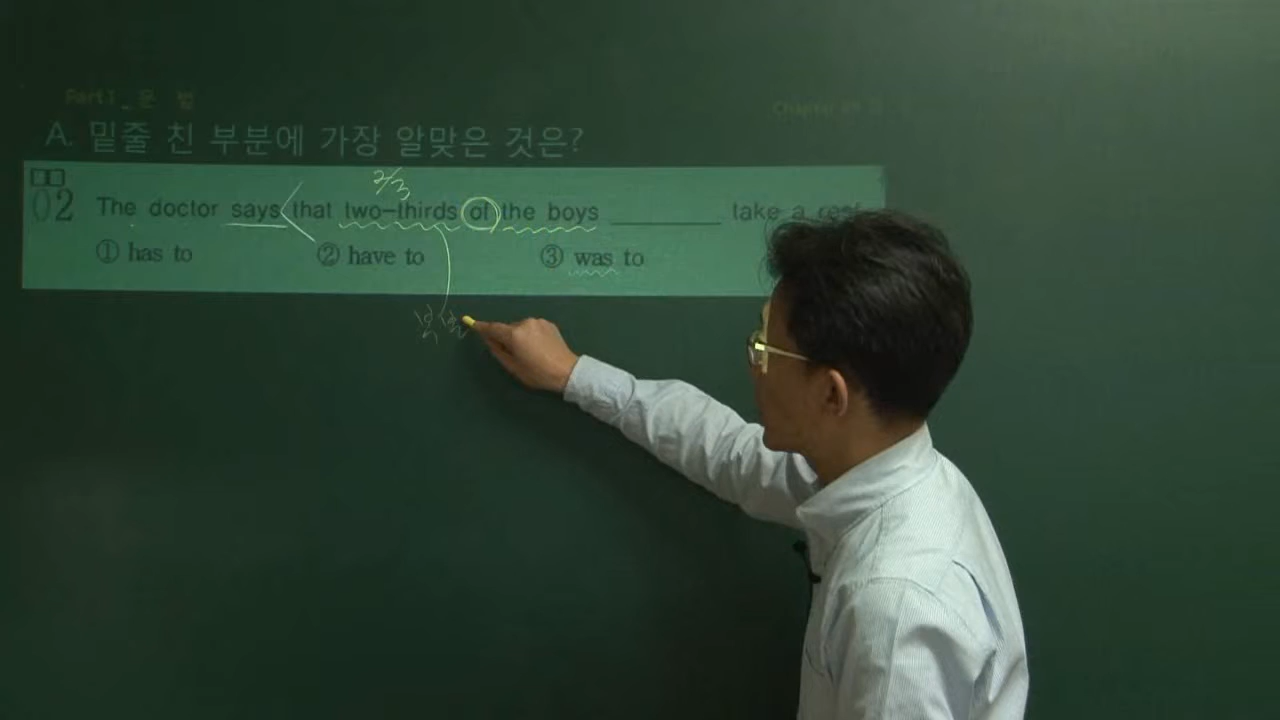 Part1_문 법
Chapter
A. 밑줄 친 부분에 가장 알맞은 것은?
2/3
02 The doctor says that two-thirds of the boys ________ take a rest
① has to ② have to ③ was to